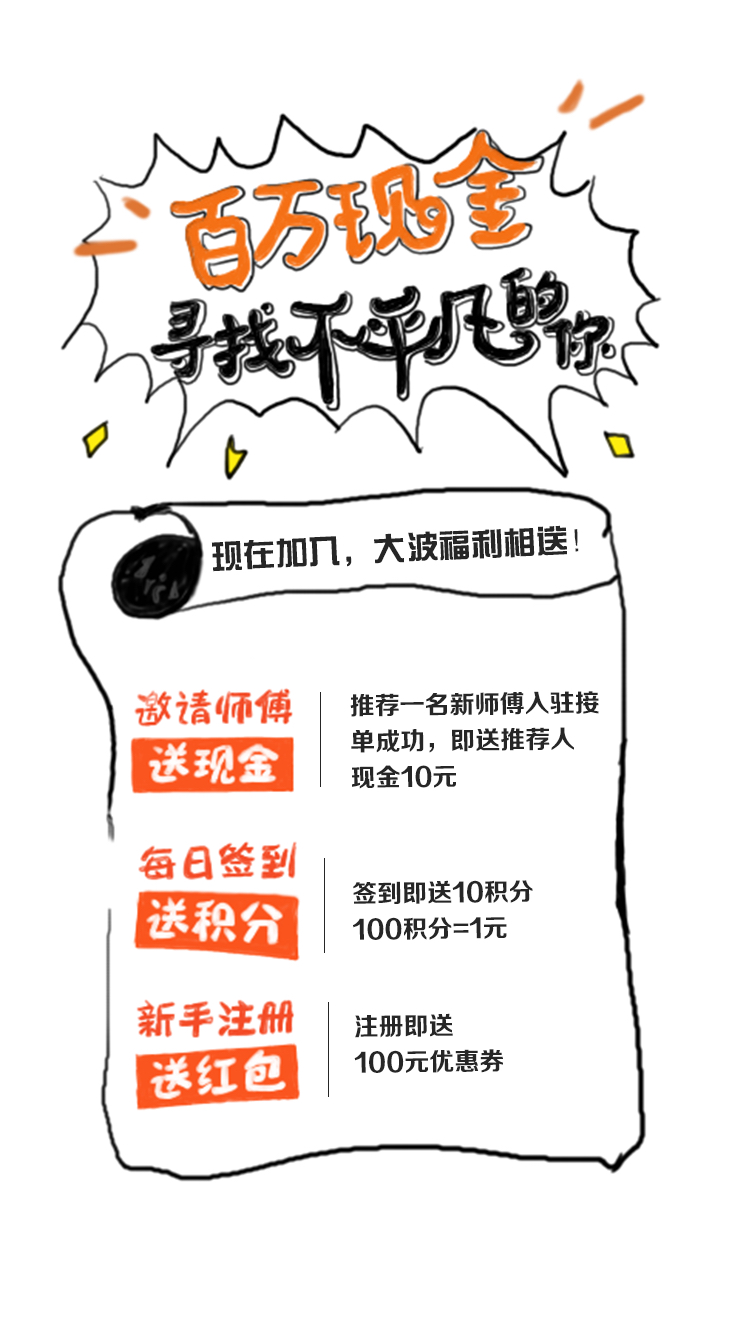 百万现金
寻找不平凡的你
现在加入，大波福利相送！
邀请师傅
送现金
推荐一名新师傅入驻接
单成功，即送推荐人
现金10元
每日签到
送积分
签到即送10积分
100积分=1元
新手注册
送红包
注册即送
100元优惠券